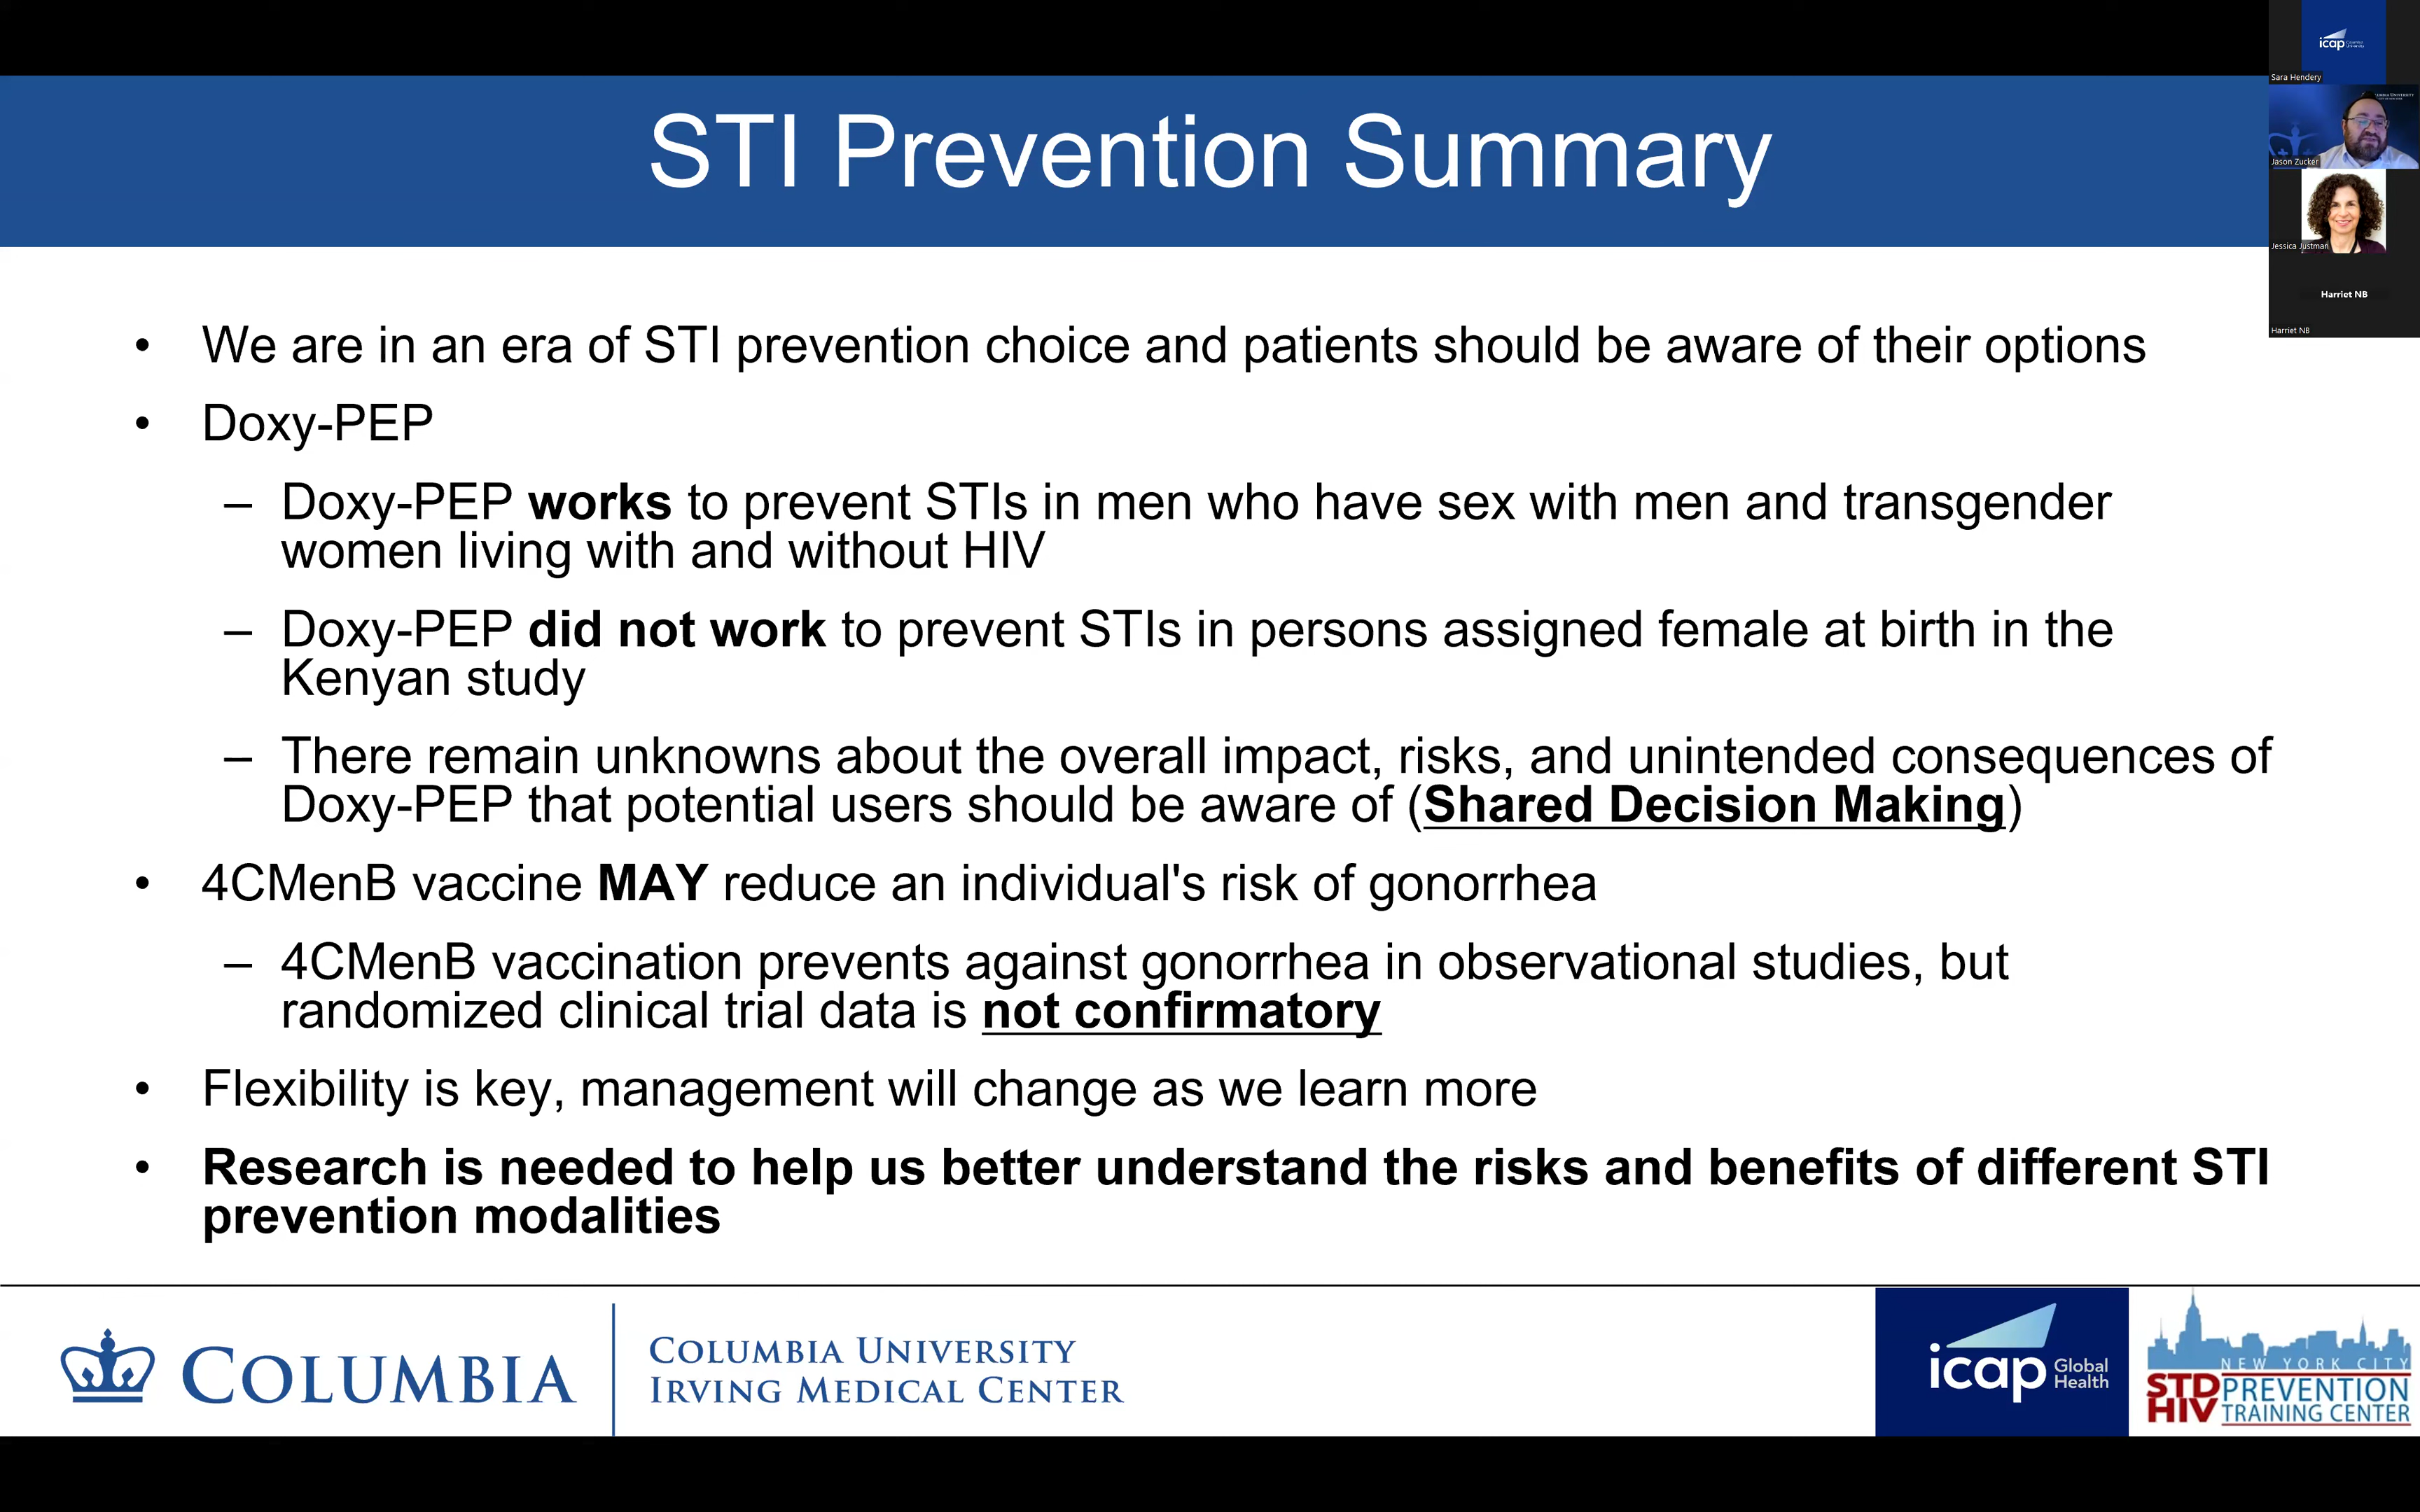 STI Prevention Summary
• We are in an era of STI prevention choice and patients should be aware of their options
• Doxy-PEP
– Doxy-PEP works to prevent STIs in men who have sex with men and transgender
women living with and without HIV
– Doxy-PEP did not work to prevent STIs in persons assigned female at birth in the
Kenyan study
– There remain unknowns about the overall impact, risks, and unintended consequences of
Doxy-PEP that potential users should be aware of (Shared Decision Making)
• 4CMenB vaccine MAY reduce an individual's risk of gonorrhea
– 4CMenB vaccination prevents against gonorrhea in observational studies, but
randomized clinical trial data is not confirmatory
• Flexibility is key, management will change as we learn more
• Research is needed to help us better understand the risks and benefits of different STI
prevention modalities
COLUMBIA
COLUMBIA UNIVERSITY
IRVING MEDICAL CENTER
icap Global
Health
NEW YORK CITY
STD PREVENTION
HIV TRAINING CENTER
icap
Sara Hendery
Jason Zucker
Jessica Justman
Harriet NB
Harriet NB